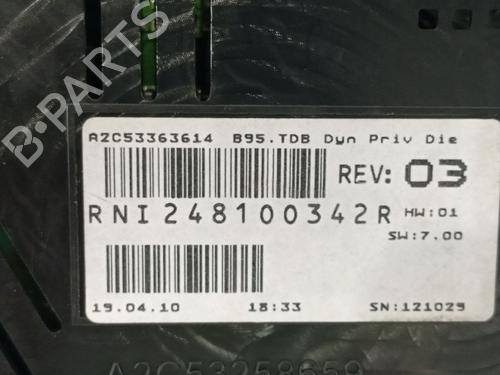 B-PARTS
A2C53363614 B95.TDB Dyn Priv Die
REV: 03
RNI248100342R HW:01
SW:7.00
19.04.10 18:33 SN:121029
A2C53258659